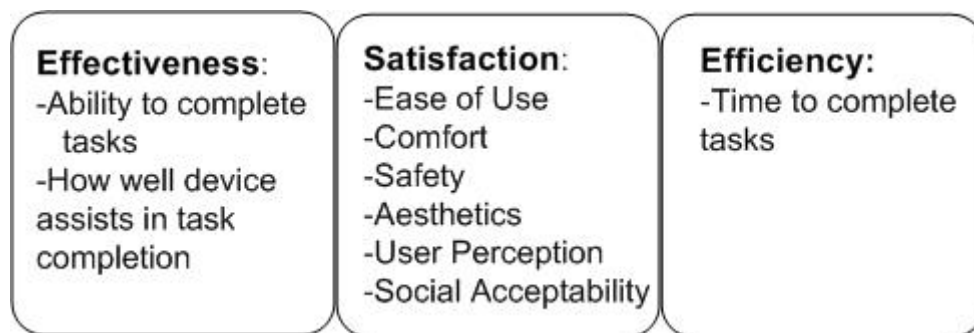 Effectiveness:
-Ability to complete
tasks
-How well device
assists in task
completion
Satisfaction:
-Ease of Use
-Comfort
-Safety
-Aesthetics
-User Perception
-Social Acceptability
Efficiency:
-Time to complete
tasks